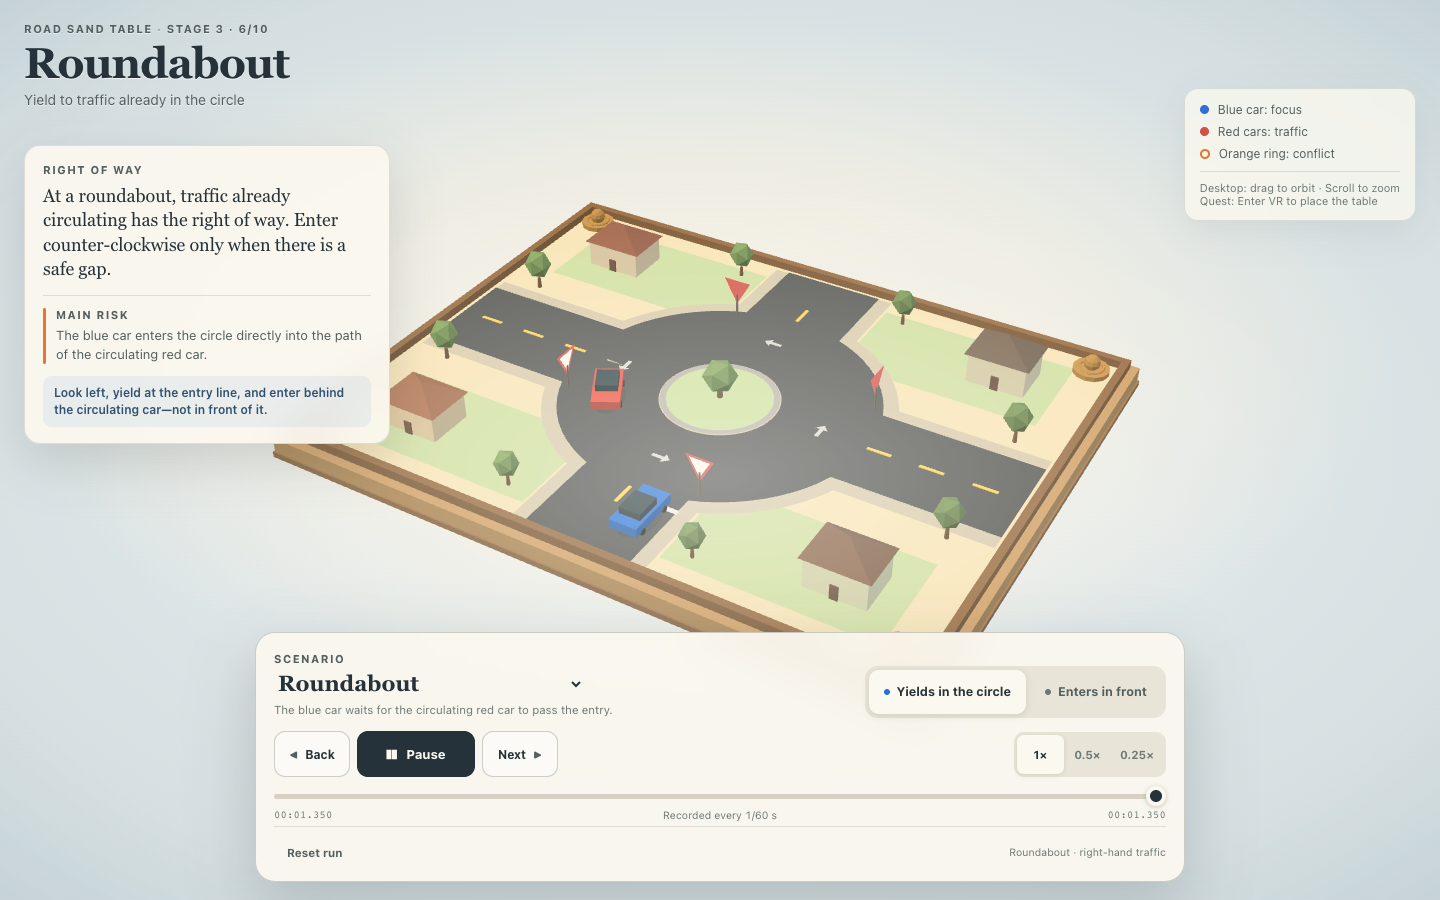 ROAD SAND TABLE · STAGE 3 · 6/10
Roundabout
Yield to traffic already in the circle
RIGHT OF WAY
At a roundabout, traffic already
circulating has the right of way. Enter
counter-clockwise only when there is a
safe gap.
MAIN RISK
The blue car enters the circle directly into the path
of the circulating red car.
Look left, yield at the entry line, and enter behind
the circulating car—not in front of it.
Blue car: focus
Red cars: traffic
Orange ring: conflict
Desktop: drag to orbit · Scroll to zoom
Quest: Enter VR to place the table
SCENARIO
Roundabout
The blue car waits for the circulating red car to pass the entry.
Yields in the circle
Enters in front
Back
Pause
Next
1×
0.5×
0.25×
00:01.350
Recorded every 1/60 s
00:01.350
Reset run
Roundabout · right-hand traffic